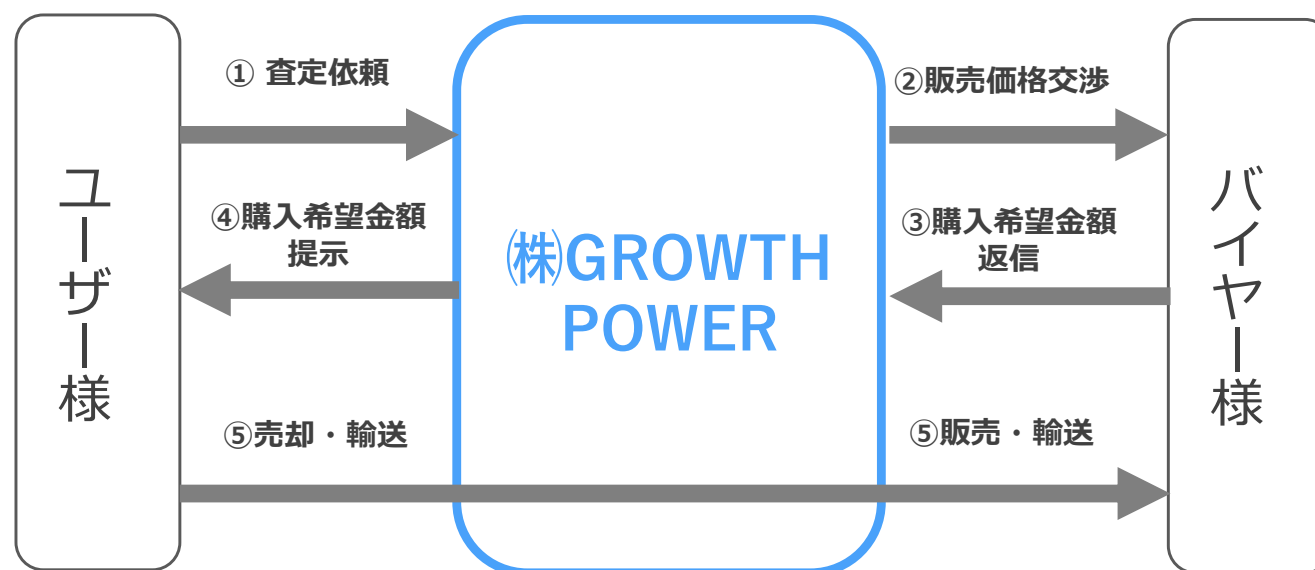 ユーザー様
① 査定依頼
④購入希望金額
提示
⑤売却・輸送
㈱GROWTH
POWER
②販売価格交渉
③購入希望金額
返信
⑤販売・輸送
バイヤー様